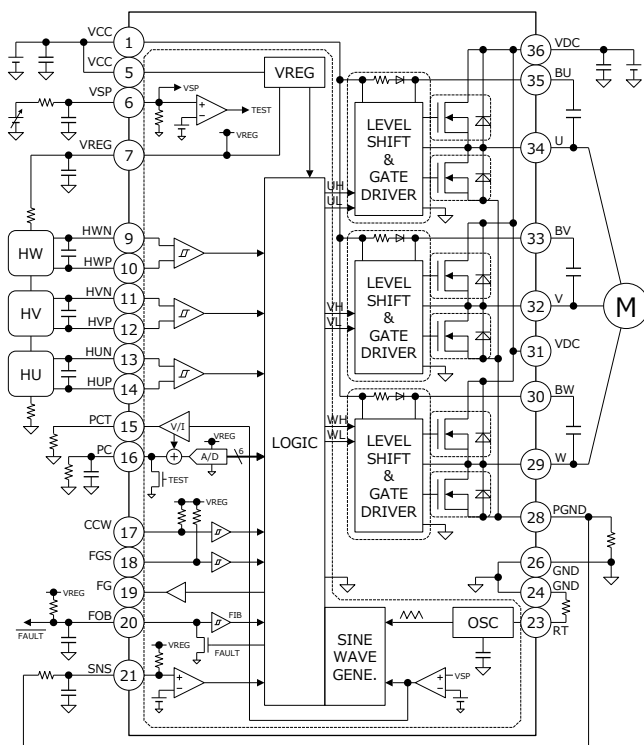 VCC
1
VCC
5
VREG
VSP
6
VSP
TEST
VREG
VREG
7
HWN
9
HW
HWP
10
HVN
11
HV
HVP
12
HUN
13
HU
HUP
14
PCT
15
V/I
PC
16
VREG
A/D
6
TEST
VREG
CCW
17
FGS
18
FG
19
VREG
FOB
20
FIB
FAULT
FAULT
VREG
SNS
21
LOGIC
UH
UL
LEVEL
SHIFT
&
GATE
DRIVER
VH
VL
LEVEL
SHIFT
&
GATE
DRIVER
WH
WL
LEVEL
SHIFT
&
GATE
DRIVER
SINE
WAVE
GENE.
OSC
VSP
36
VDC
35
BU
34
U
33
BV
32
V
M
31
VDC
30
BW
29
W
28
PGND
26
GND
24
GND
23
RT